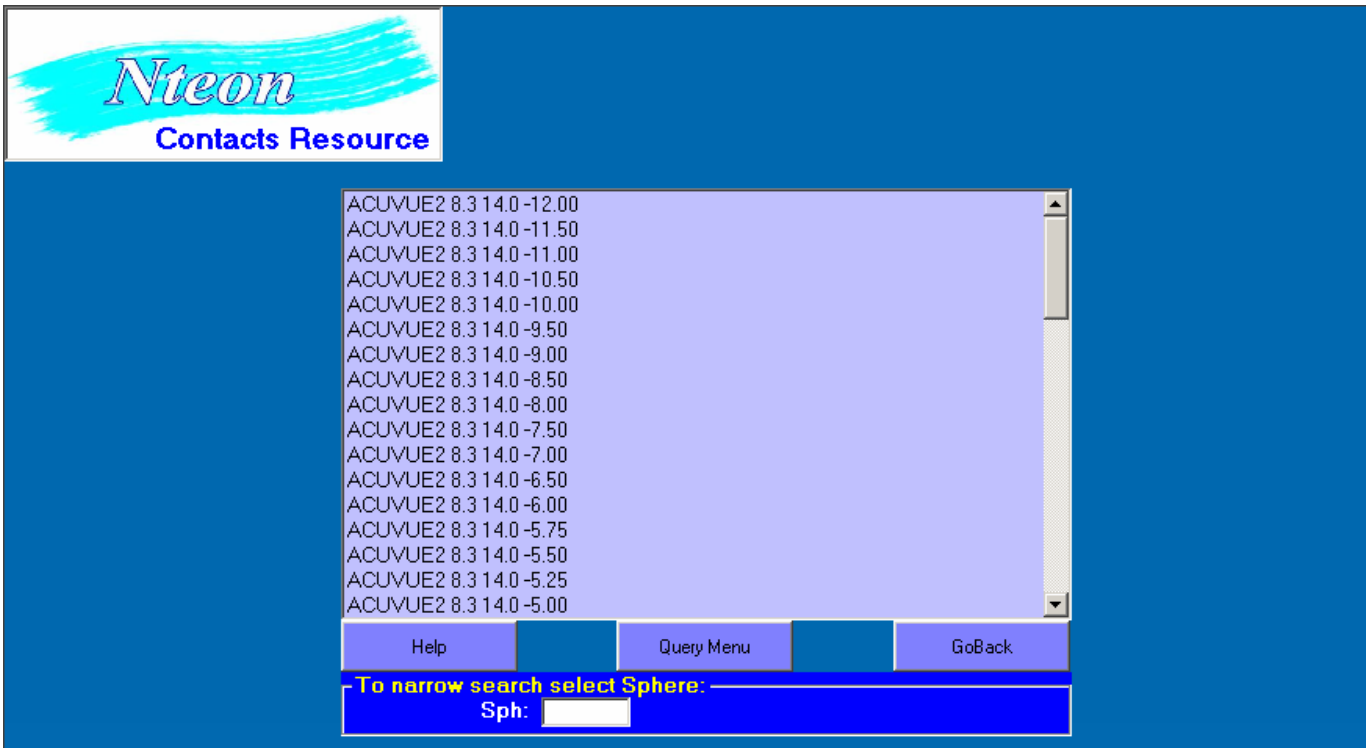 Nteon
Contacts Resource
ACUVUE2 8.3 14.0 -12.00
ACUVUE2 8.3 14.0 -11.50
ACUVUE2 8.3 14.0 -11.00
ACUVUE2 8.3 14.0 -10.50
ACUVUE2 8.3 14.0 -10.00
ACUVUE2 8.3 14.0 -9.50
ACUVUE2 8.3 14.0 -9.00
ACUVUE2 8.3 14.0 -8.50
ACUVUE2 8.3 14.0 -8.00
ACUVUE2 8.3 14.0 -7.50
ACUVUE2 8.3 14.0 -7.00
ACUVUE2 8.3 14.0 -6.50
ACUVUE2 8.3 14.0 -6.00
ACUVUE2 8.3 14.0 -5.75
ACUVUE2 8.3 14.0 -5.50
ACUVUE2 8.3 14.0 -5.25
ACUVUE2 8.3 14.0 -5.00
Help Query Menu GoBack
To narrow search select Sphere:
Sph: